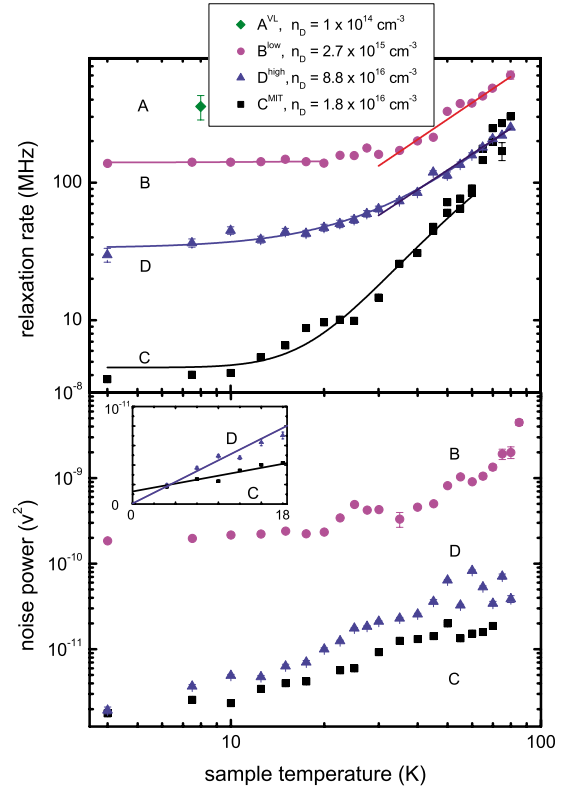 A^VL, n_D = 1 x 10^14 cm^-3
B^low, n_D = 2.7 x 10^15 cm^-3
D^high, n_D = 8.8 x 10^16 cm^-3
C^MIT, n_D = 1.8 x 10^16 cm^-3
A
B
100
D
relaxation rate (MHz)
10
C
10^-8
10^-11
D
B
10^-9
C
0
0 18
10^-10
D
noise power (v^2)
10^-11
C
10 100
sample temperature (K)